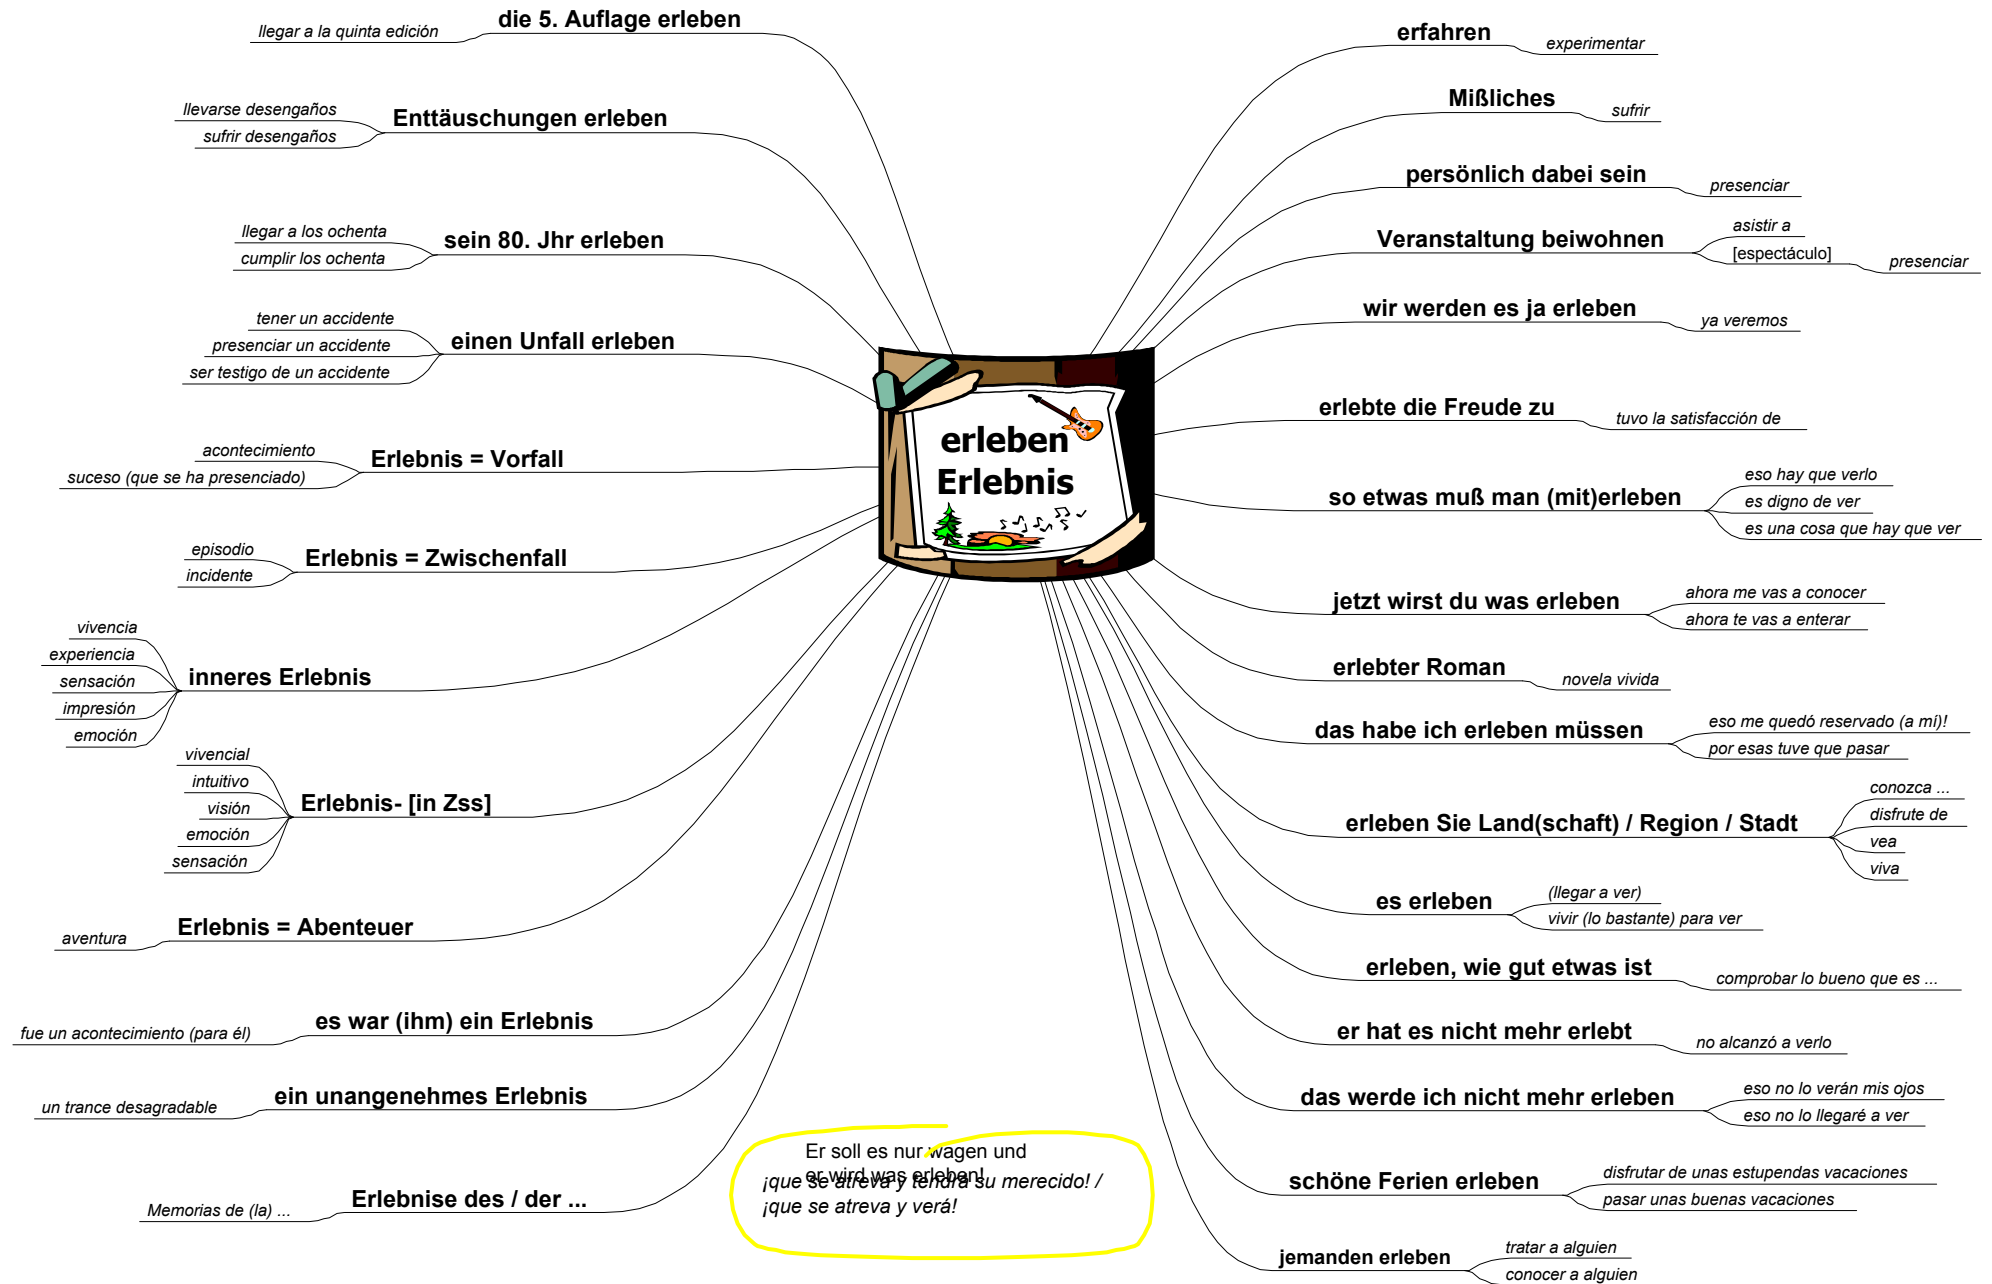 erleben
Erlebnis
die 5. Auflage erleben
llegar a la quinta edición
Enttäuschungen erleben
llevarse desengaños
sufrir desengaños
sein 80. Jhr erleben
llegar a los ochenta
cumplir los ochenta
einen Unfall erleben
tener un accidente
presenciar un accidente
ser testigo de un accidente
Erlebnis = Vorfall
acontecimiento
suceso (que se ha presenciado)
Erlebnis = Zwischenfall
episodio
incidente
inneres Erlebnis
vivencia
experiencia
sensación
impresión
emoción
Erlebnis- [in Zss]
vivencial
intuitivo
visión
emoción
sensación
Erlebnis = Abenteuer
aventura
es war (ihm) ein Erlebnis
fue un acontecimiento (para él)
ein unangenehmes Erlebnis
un trance desagradable
Erlebnise des / der ...
Memorias de (la) ...
erfahren
experimentar
Mißliches
sufrir
persönlich dabei sein
presenciar
Veranstaltung beiwohnen
asistir a
[espectáculo]
presenciar
wir werden es ja erleben
ya veremos
erlebte die Freude zu
tuvo la satisfacción de
so etwas muß man (mit)erleben
eso hay que verlo
es digno de ver
es una cosa que hay que ver
jetzt wirst du was erleben
ahora me vas a conocer
ahora te vas a enterar
erlebter Roman
novela vivida
das habe ich erleben müssen
eso me quedó reservado (a mí)!
por esas tuve que pasar
erleben Sie Land(schaft) / Region / Stadt
conozca ...
disfrute de
vea
viva
es erleben
(llegar a ver)
vivir (lo bastante) para ver
erleben, wie gut etwas ist
comprobar lo bueno que es ...
er hat es nicht mehr erlebt
no alcanzó a verlo
das werde ich nicht mehr erleben
eso no lo verán mis ojos
eso no lo llegaré a ver
schöne Ferien erleben
disfrutar de unas estupendas vacaciones
pasar unas buenas vacaciones
jemanden erleben
tratar a alguien
conocer a alguien
Er soll es nur wagen und
er wird was erleben!
¡que se atreva y tendrá su merecido! /
¡que se atreva y verá!